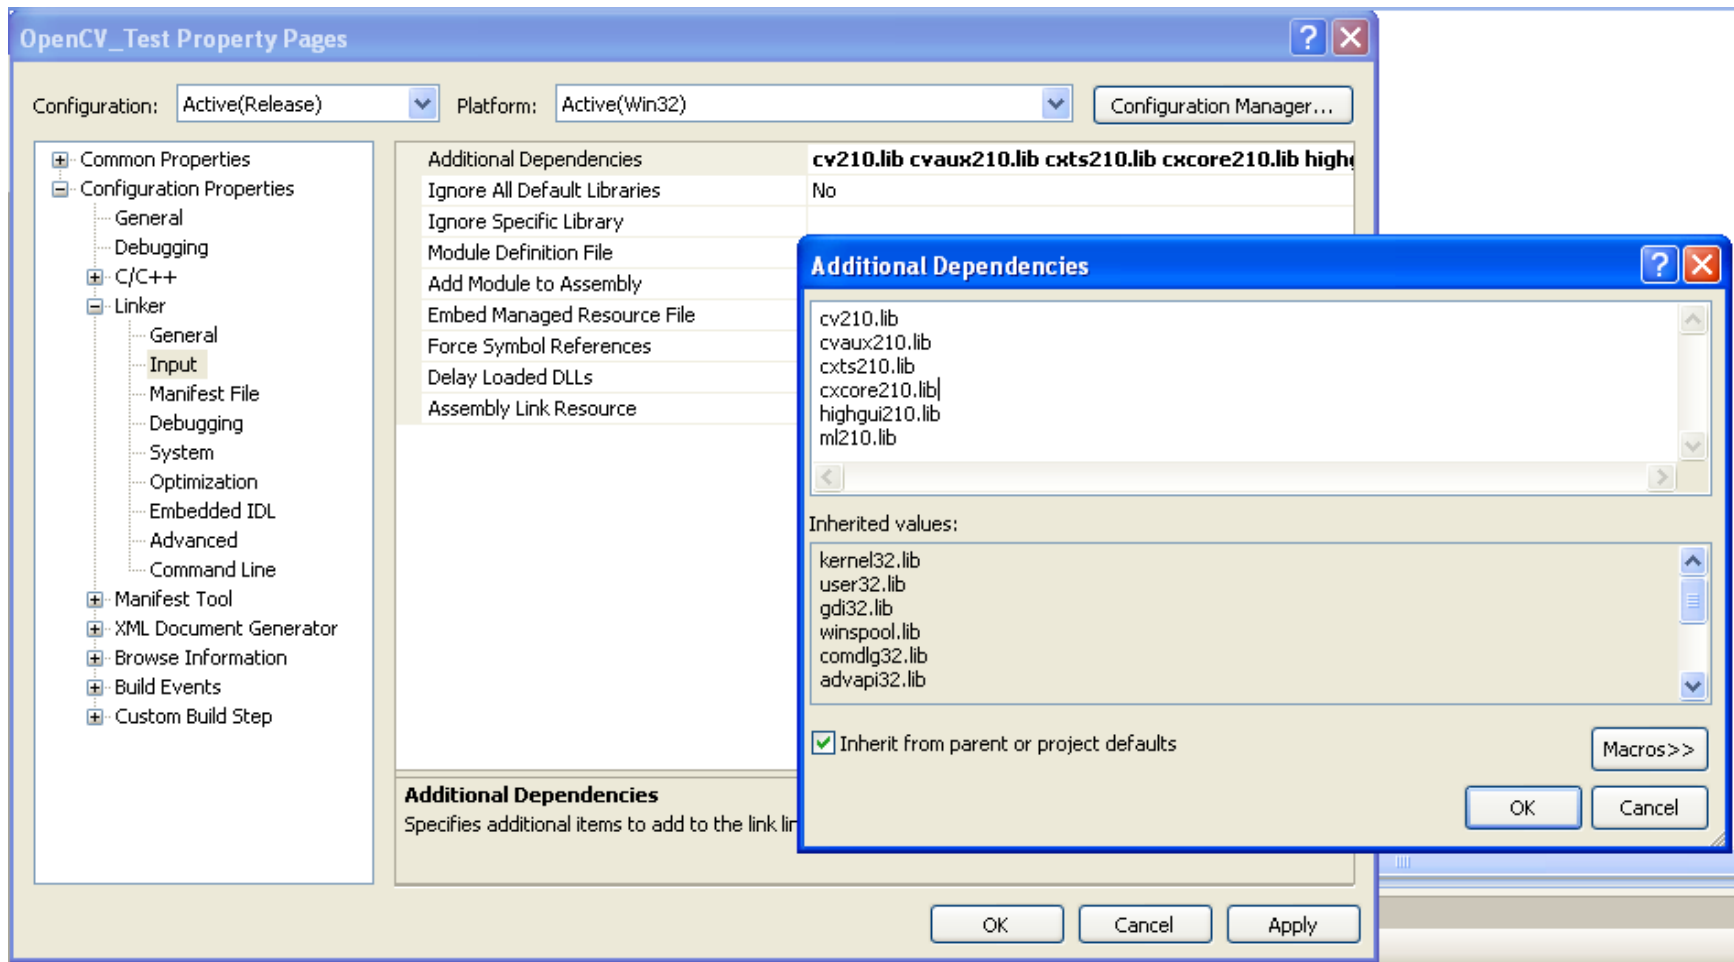 OpenCV_Test Property Pages
Configuration: Active(Release) Platform: Active(Win32) Configuration Manager...
Common Properties
Configuration Properties
General
Debugging
C/C++
Linker
General
Input
Manifest File
Debugging
System
Optimization
Embedded IDL
Advanced
Command Line
Manifest Tool
XML Document Generator
Browse Information
Build Events
Custom Build Step
Additional Dependencies cv210.lib cvaux210.lib cxts210.lib cxcore210.lib highg
Ignore All Default Libraries No
Ignore Specific Library
Module Definition File
Add Module to Assembly
Embed Managed Resource File
Force Symbol References
Delay Loaded DLLs
Assembly Link Resource
Additional Dependencies
Specifies additional items to add to the link lin
OK Cancel Apply
Additional Dependencies
cv210.lib
cvaux210.lib
cxts210.lib
cxcore210.lib
highgui210.lib
ml210.lib
Inherited values:
kernel32.lib
user32.lib
gdi32.lib
winspool.lib
comdlg32.lib
advapi32.lib
Inherit from parent or project defaults
Macros>>
OK Cancel